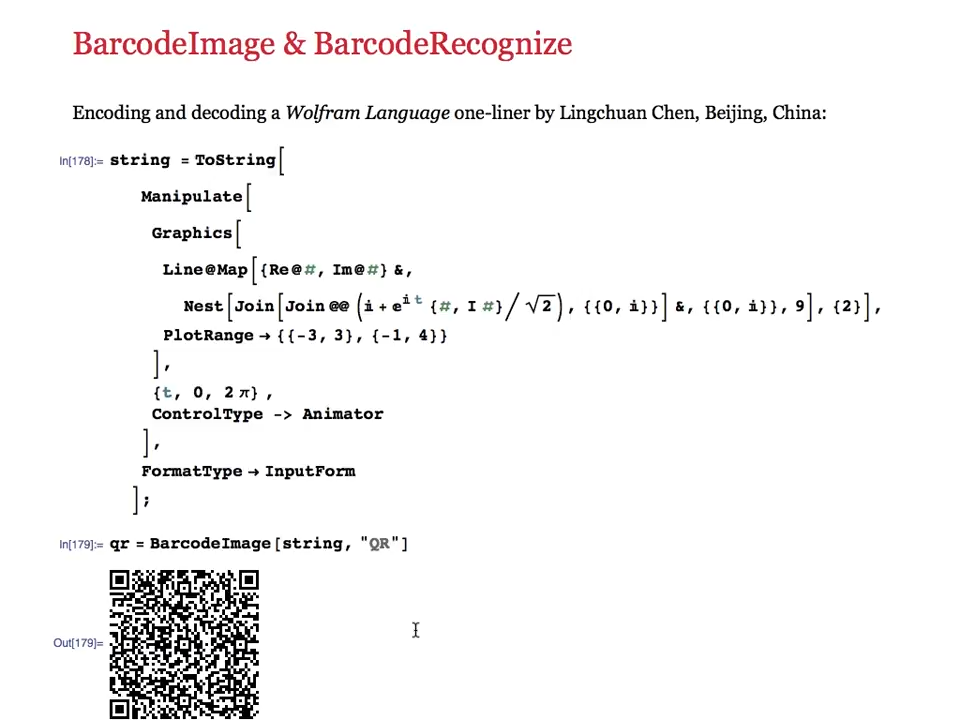 BarcodeImage & BarcodeRecognize
Encoding and decoding a Wolfram Language one-liner by Lingchuan Chen, Beijing, China:
In[178]:= string = ToString[
Manipulate[
Graphics[
Line@Map[{Re@#, Im@#} &,
Nest[Join[Join@@ (i + e^(i t) {#, I #}/√2), {{0, i}}] &, {{0, i}}, 9], {2}],
PlotRange → {{-3, 3}, {-1, 4}}
],
{t, 0, 2 π} ,
ControlType -> Animator
],
FormatType → InputForm
];
In[179]:= qr = BarcodeImage[string, "QR"]
Out[179]=